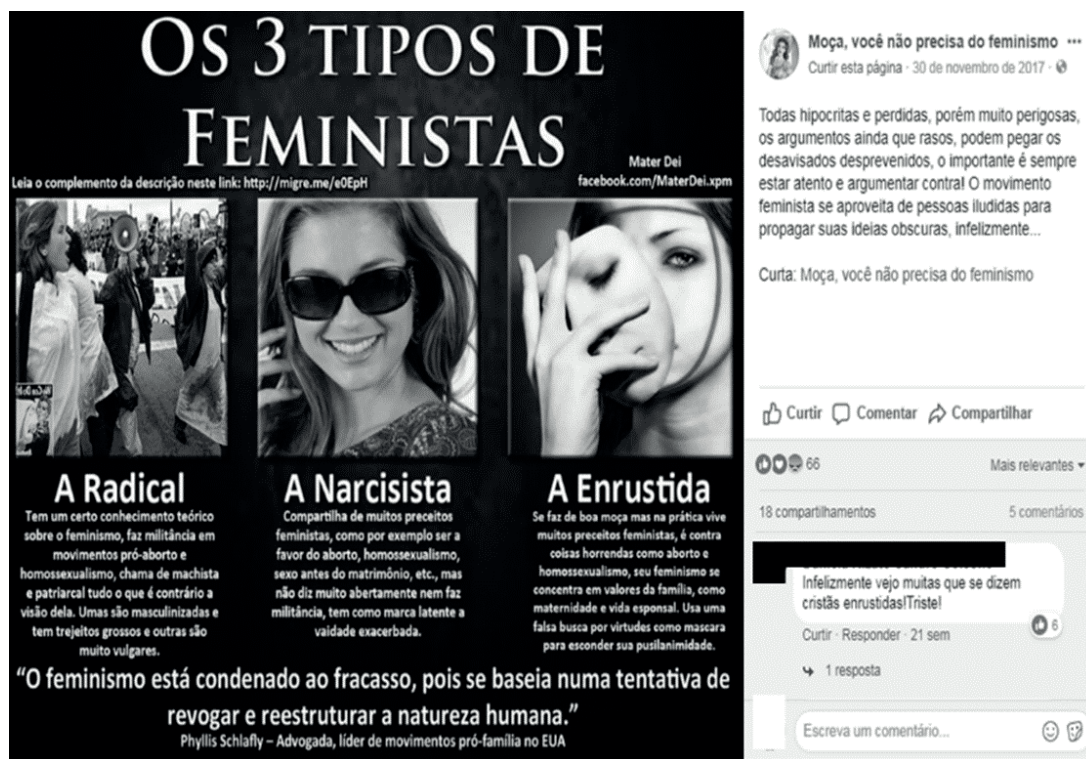 OS 3 TIPOS DE
FEMINISTAS
Mater Dei
Leia o complemento da descrição neste link: http://migre.me/e0EpH
facebook.com/MaterDei.xpm
A Radical
Tem um certo conhecimento teórico
sobre o feminismo, faz militância em
movimentos pró-aborto e
homossexualismo, chama de machista
e patriarcal tudo o que é contrário a
visão dela. Umas são masculinizadas e
tem trejeitos grossos e outras são
muito vulgares.
A Narcisista
Compartilha de muitos preceitos
feministas, como por exemplo ser a
favor do aborto, homossexualismo,
sexo antes do matrimônio, etc., mas
não diz muito abertamente nem faz
militância, tem como marca latente a
vaidade exacerbada.
A Enrustida
Se faz de boa moça mas na prática vive
muitos preceitos feministas, é contra
coisas horrendas como aborto e
homossexualismo, seu feminismo se
concentra em valores da família, como
maternidade e vida esponsal. Usa uma
falsa busca por virtudes como mascara
para esconder sua pusilanimidade.
“O feminismo está condenado ao fracasso, pois se baseia numa tentativa de
revogar e reestruturar a natureza humana.”
Phyllis Schlafly – Advogada, líder de movimentos pró-família no EUA
Moça, você não precisa do feminismo
Curtir esta página · 30 de novembro de 2017 ·
Todas hipocritas e perdidas, porém muito perigosas,
os argumentos ainda que rasos, podem pegar os
desavisados desprevenidos, o importante é sempre
estar atento e argumentar contra! O movimento
feminista se aproveita de pessoas iludidas para
propagar suas ideias obscuras, infelizmente...
Curta: Moça, você não precisa do feminismo
Curtir Comentar Compartilhar
66 Mais relevantes
18 compartilhamentos 5 comentários
Infelizmente vejo muitas que se dizem
cristãs enrustidas!Triste!
6
Curtir · Responder · 21 sem
1 resposta
Escreva um comentário...